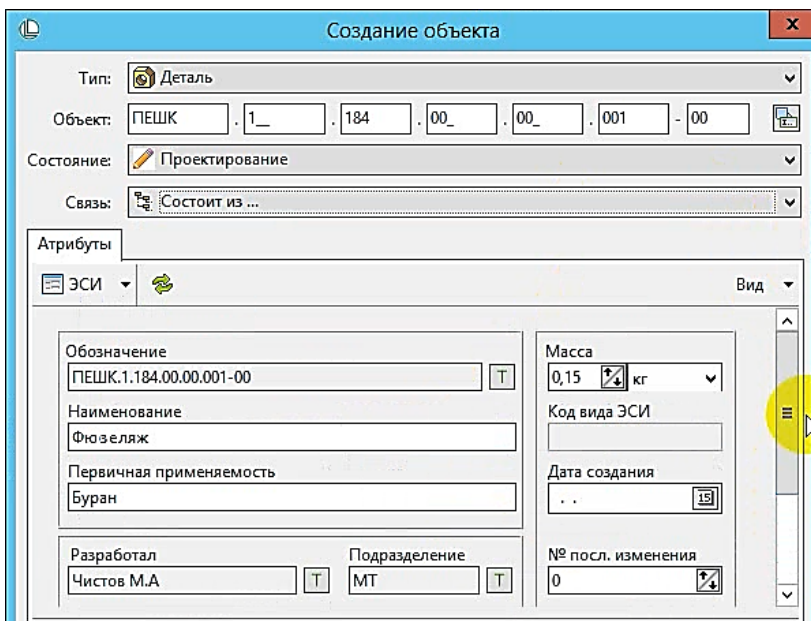 Создание объекта
x
Тип: Деталь
Объект: ПЕШК . 1__ . 184 . 00_ . 00_ . 001 - 00
Состояние: Проектирование
Связь: Состоит из ...
Атрибуты
ЭСИ Вид
Обозначение Масса
ПЕШК.1.184.00.00.001-00 T 0,15 кг
Наименование Код вида ЭСИ
Фюзеляж
Первичная применяемость Дата создания
Буран . . 15
Разработал Подразделение № посл. изменения
Чистов М.А T МТ T 0